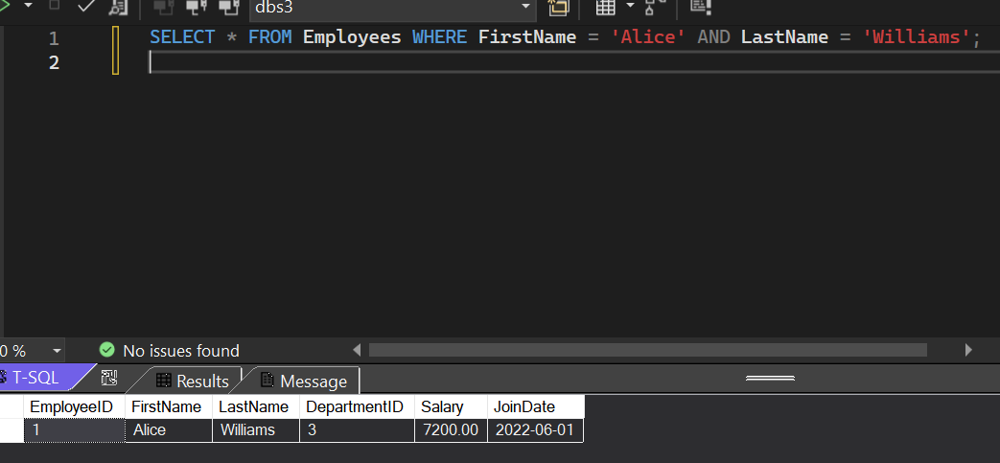 dbs3
1 SELECT * FROM Employees WHERE FirstName = 'Alice' AND LastName = 'Williams';
2
0 % No issues found
T-SQL Results Message
EmployeeID FirstName LastName DepartmentID Salary JoinDate
1 Alice Williams 3 7200.00 2022-06-01